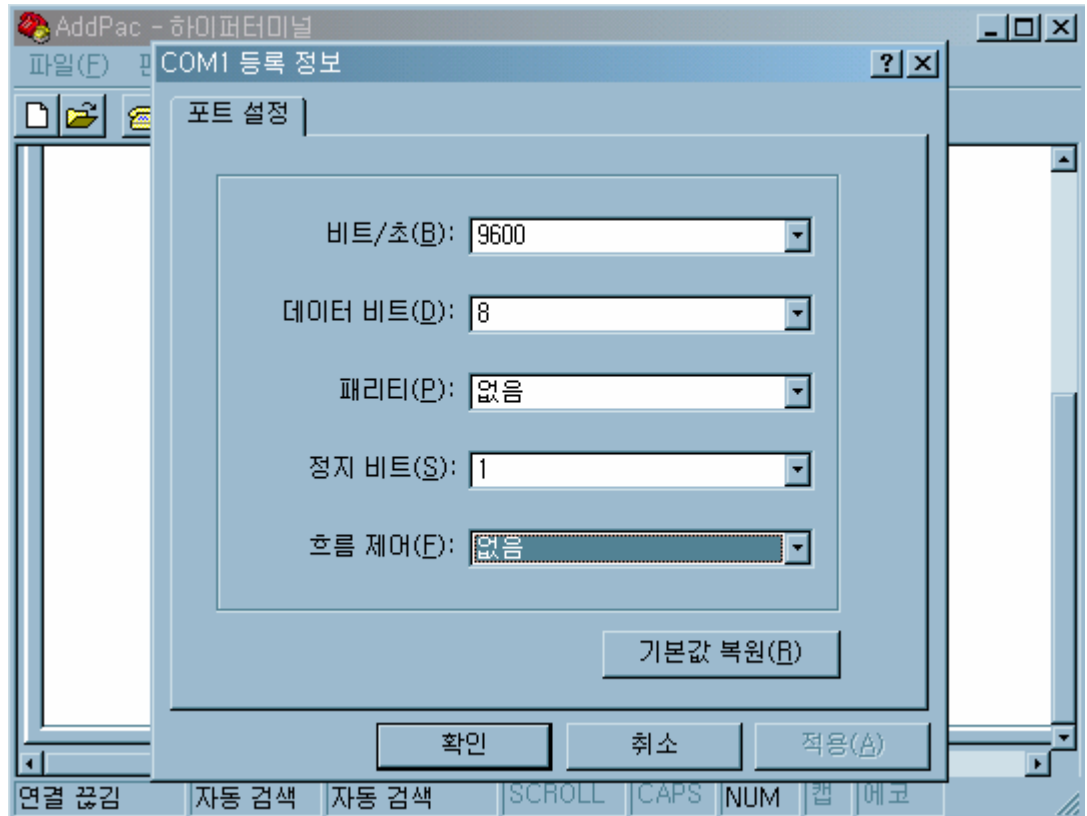 AddPac - 하이퍼터미널
파일(F)
COM1 등록 정보
포트 설정
비트/초(B): 9600
데이터 비트(D): 8
패리티(P): 없음
정지 비트(S): 1
흐름 제어(F): 없음
기본값 복원(R)
확인 취소 적용(A)
연결 끊김 자동 검색 자동 검색 SCROLL CAPS NUM 캡 에코